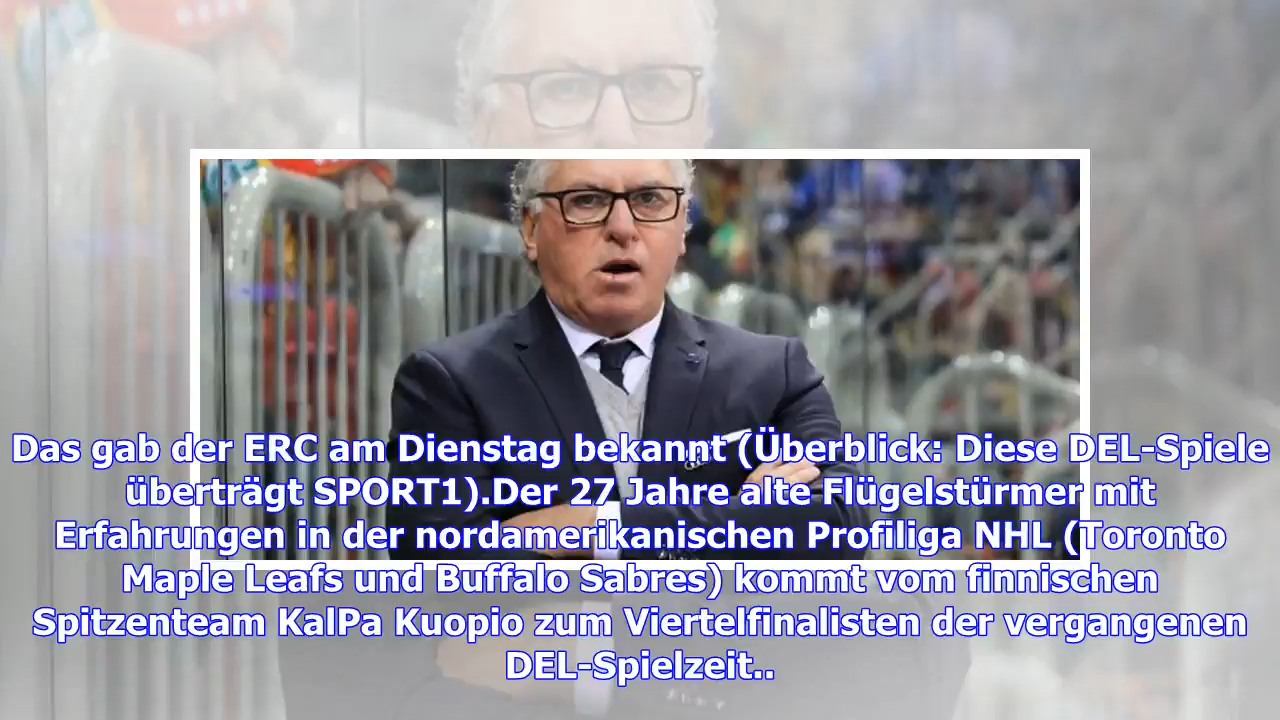 Das gab der ERC am Dienstag bekannt (Überblick: Diese DEL-Spiele
überträgt SPORT1).Der 27 Jahre alte Flügelstürmer mit
Erfahrungen in der nordamerikanischen Profiliga NHL (Toronto
Maple Leafs und Buffalo Sabres) kommt vom finnischen
Spitzenteam KalPa Kuopio zum Viertelfinalisten der vergangenen
DEL-Spielzeit..